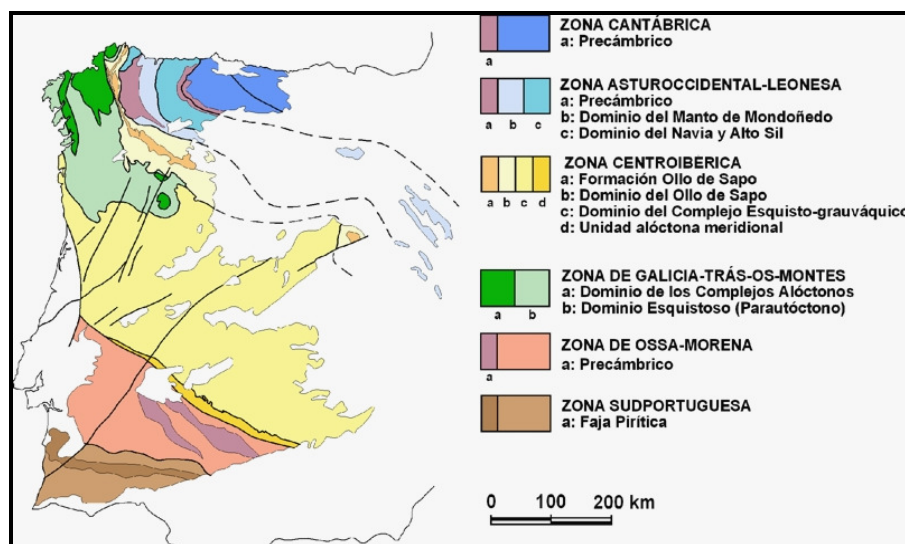 ZONA CANTÁBRICA
a: Precámbrico
a
ZONA ASTUROCCIDENTAL-LEONESA
a: Precámbrico
b: Dominio del Manto de Mondoñedo
c: Dominio del Navia y Alto Sil
a b c
ZONA CENTROIBERICA
a: Formación Ollo de Sapo
b: Dominio del Ollo de Sapo
c: Dominio del Complejo Esquisto-grauváquico
d: Unidad alóctona meridional
a b c d
ZONA DE GALICIA-TRÁS-OS-MONTES
a: Dominio de los Complejos Alóctonos
b: Dominio Esquistoso (Parautóctono)
a b
ZONA DE OSSA-MORENA
a: Precámbrico
a
ZONA SUDPORTUGUESA
a: Faja Pirítica
0 100 200 km